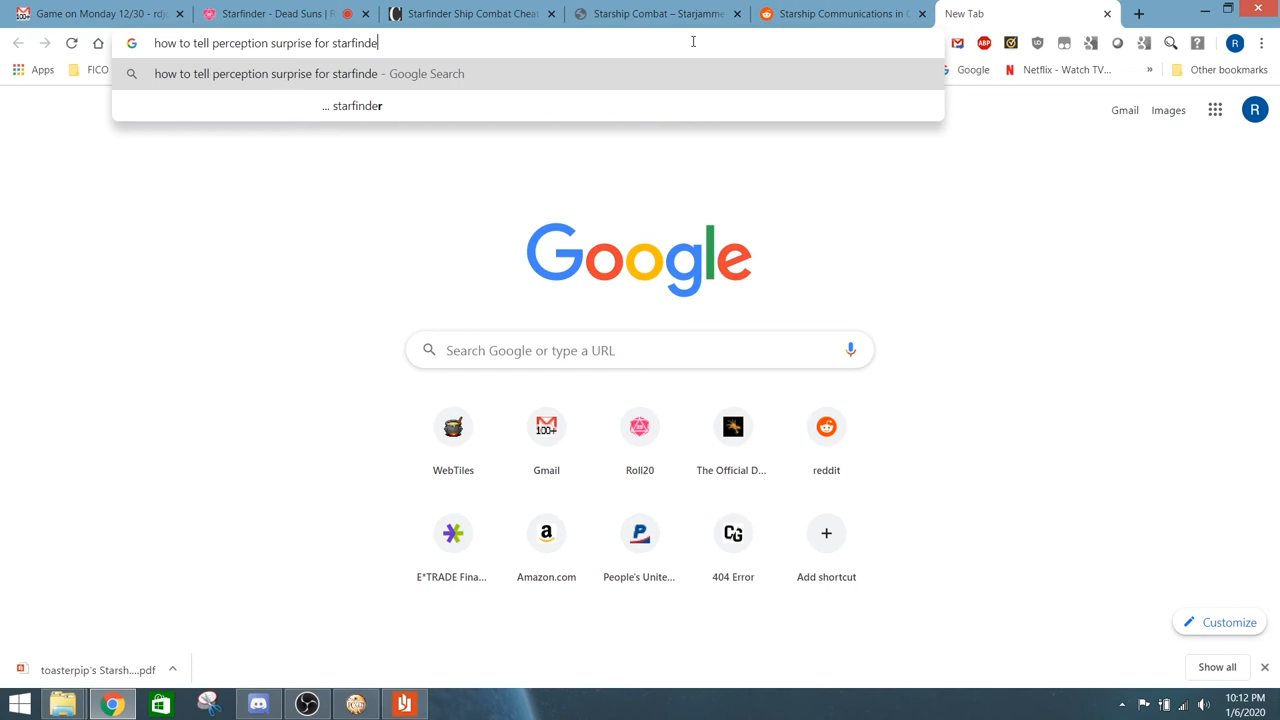 Game on Monday 12/30 - rdj
Starfinder - Dead Suns | R
Starfinder Ship Combat Cheat
Starship Combat – Starjamme
Starship Communications in C
New Tab
how to tell perception surprise for starfinde
how to tell perception surprise for starfinde - Google Search
... starfinder
Apps
FICO
Google
Netflix - Watch TV...
»
Other bookmarks
Gmail
Images
R
Google
Search Google or type a URL
WebTiles
Gmail
Roll20
The Official D...
reddit
E*TRADE Fina...
Amazon.com
People's Unite...
404 Error
Add shortcut
Customize
toasterpip's Starsh....pdf
Show all
10:12 PM
1/6/2020